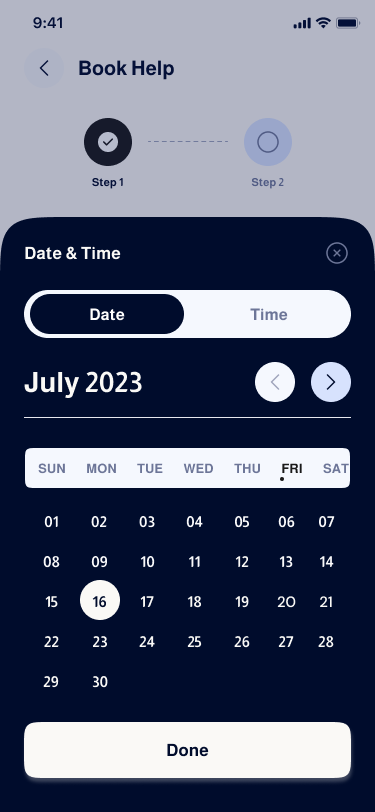 9:41
Book Help
Step 1
Step 2
Date & Time
Date
Time
July 2023
SUN MON TUE WED THU FRI SAT
01 02 03 04 05 06 07
08 09 10 11 12 13 14
15 16 17 18 19 20 21
22 23 24 25 26 27 28
29 30
Done